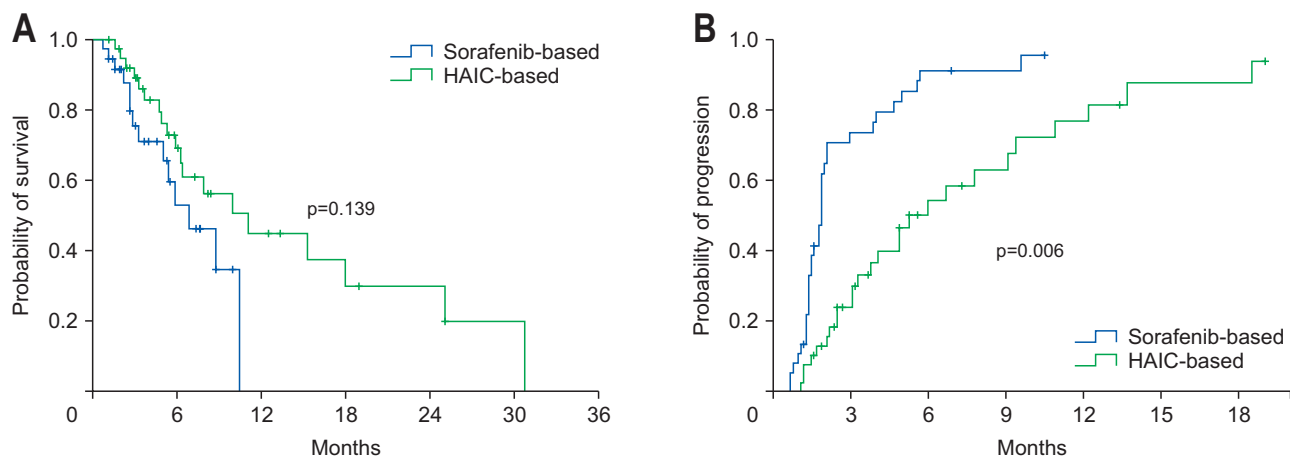 A
1.0
0.8
0.6
0.4
0.2
0
Probability of survival
Sorafenib-based
HAIC-based
p=0.139
6
12
18
24
30
36
Months
B
1.0
0.8
0.6
0.4
0.2
0
Probability of progression
p=0.006
Sorafenib-based
HAIC-based
3
6
9
12
15
18
Months